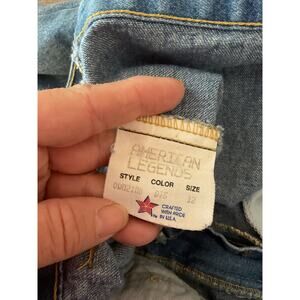 AMERICAN
LEGENDS
STYLE COLOR SIZE
12
CRAFTED
WITH PRIDE
IN U.S.A.